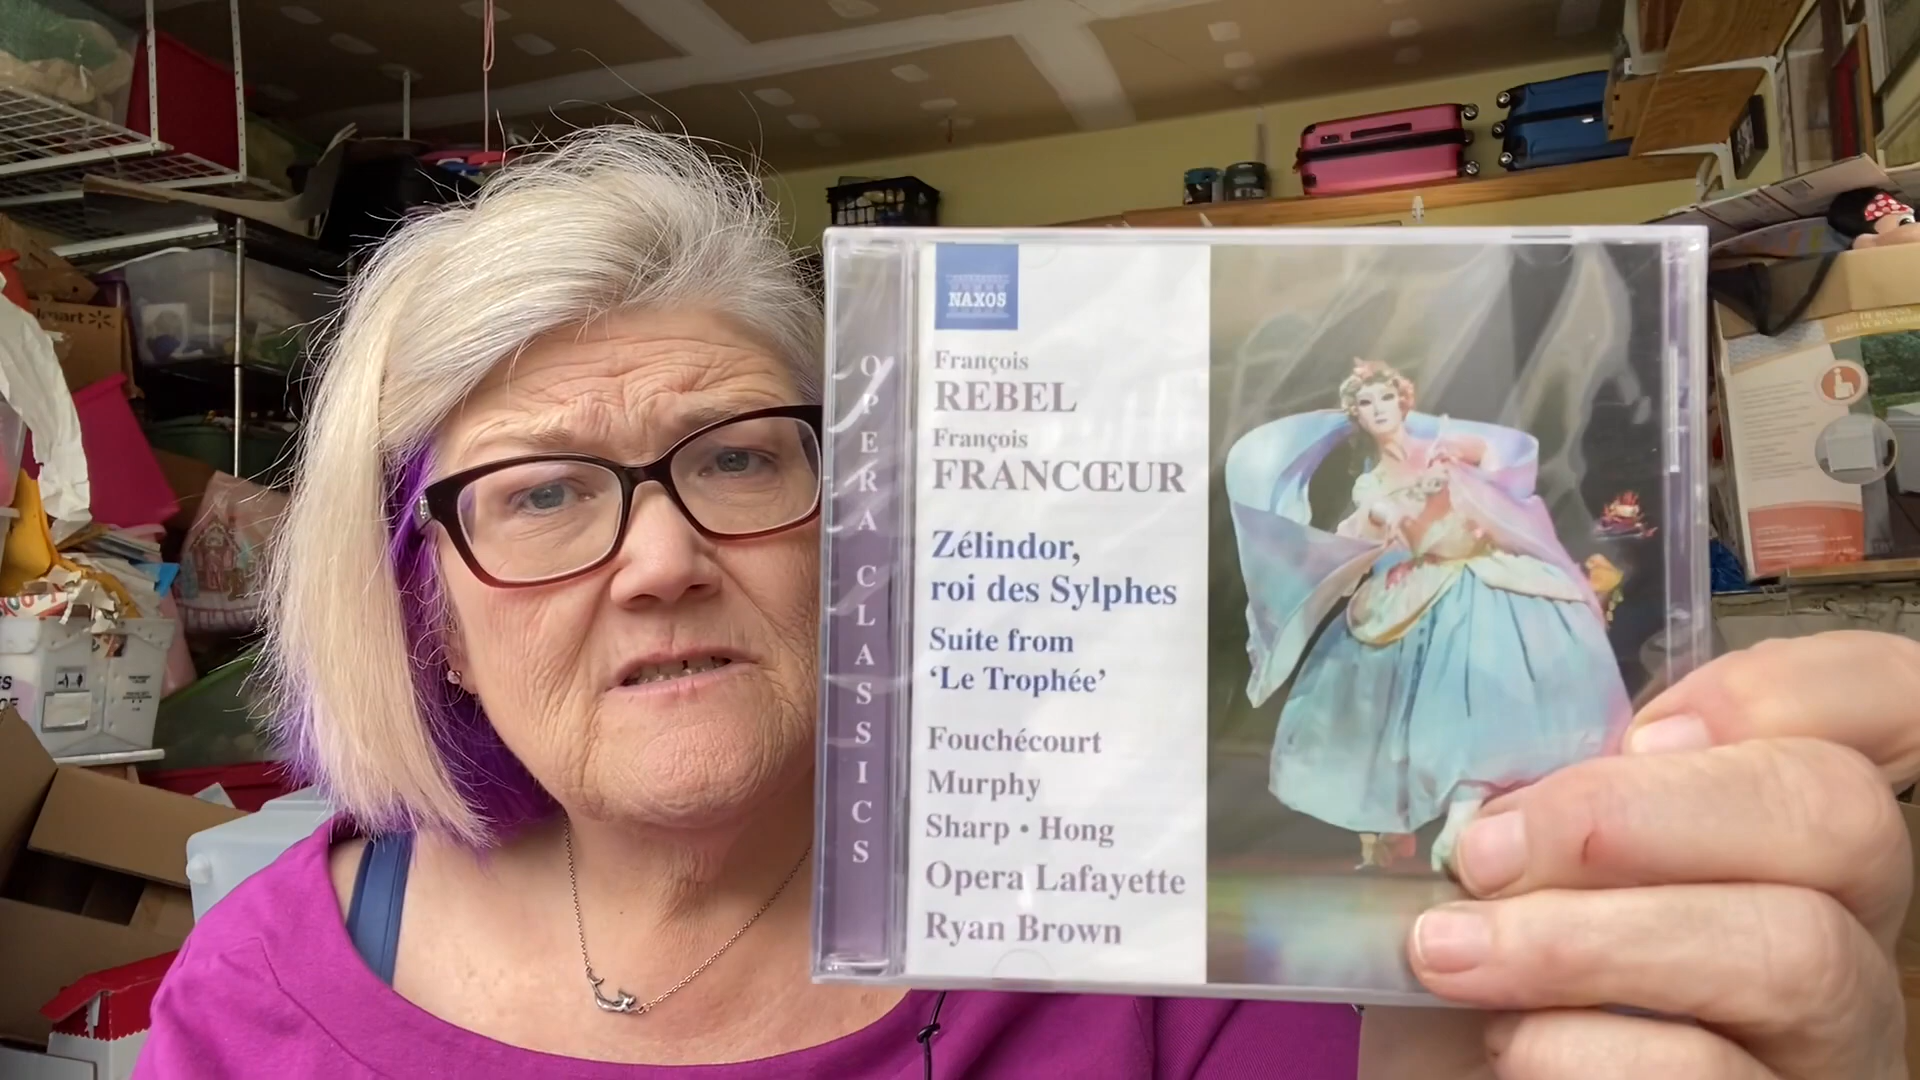 NAXOS
François
REBEL
François
FRANCŒUR
Zélindor,
roi des Sylphes
Suite from
‘Le Trophée’
Fouchécourt
Murphy
Sharp • Hong
Opera Lafayette
Ryan Brown
OPERA CLASSICS